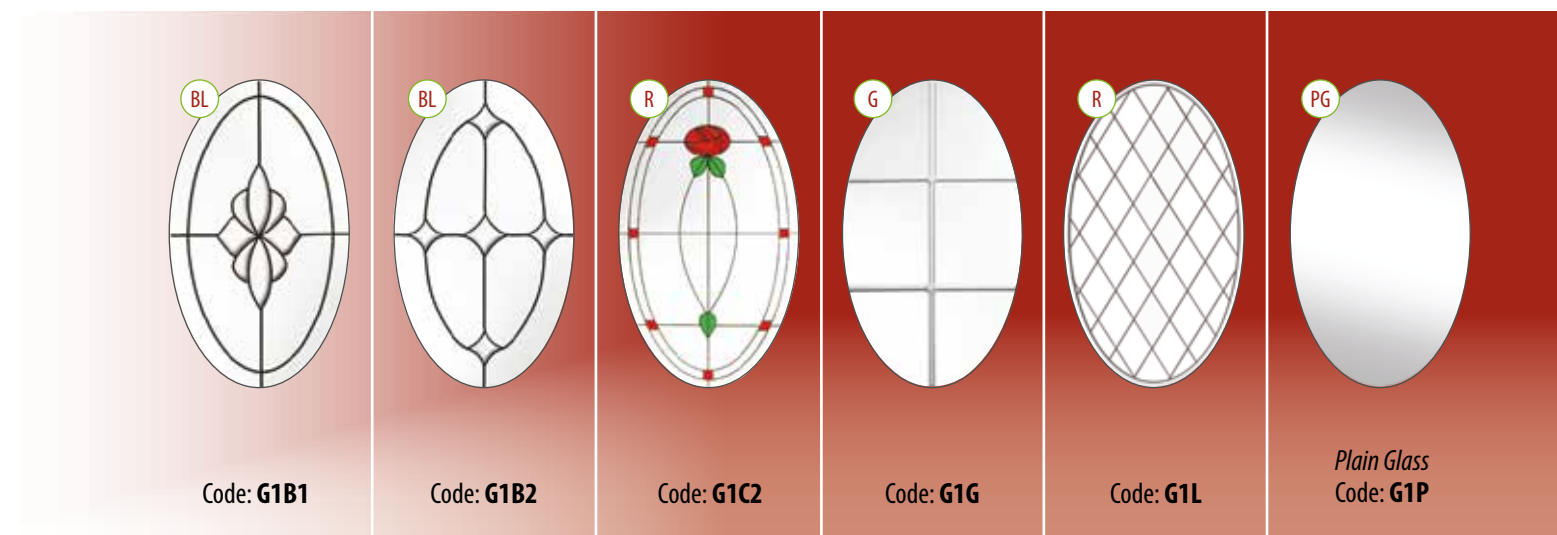 BL
BL
R
G
R
PG
Code: G1B1
Code: G1B2
Code: G1C2
Code: G1G
Code: G1L
Plain Glass
Code: G1P